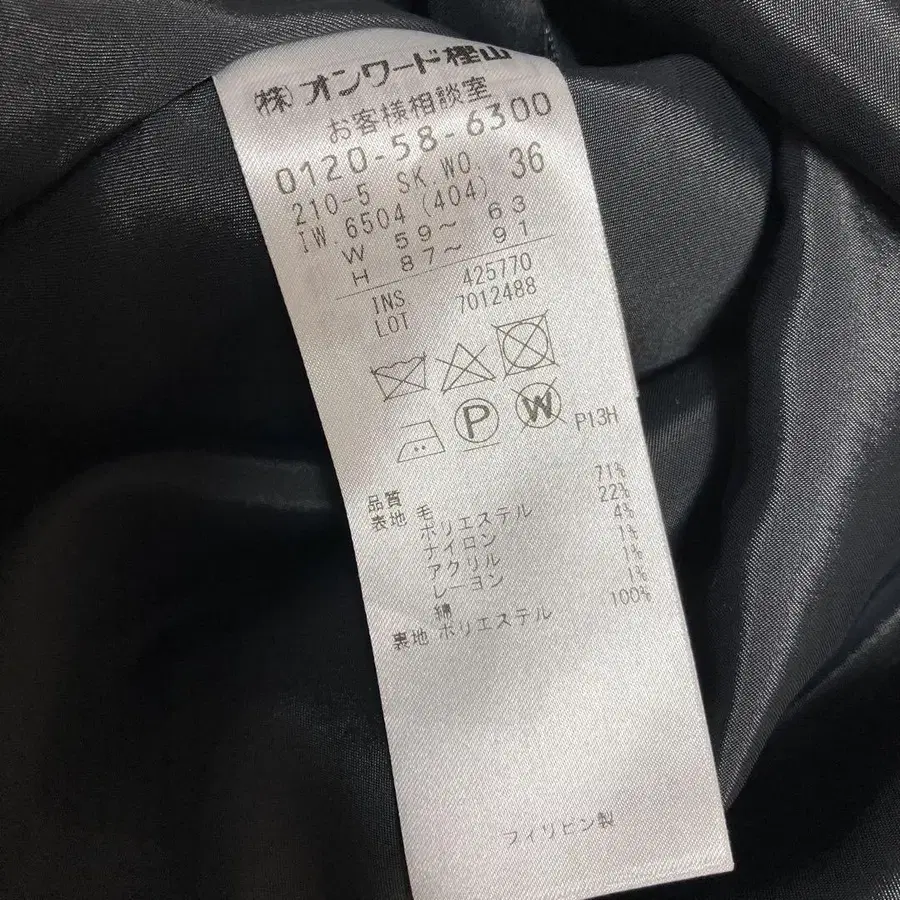 (株)オンワード樫山
お客様相談室
0120-58-6300
210-5 SK.WO. 36
IW.6504(404)
W 59〜 63
H 87〜 91
INS. 425770
LOT 7012488
P
W
P13H
品質
表地 毛 71%
ポリエステル 22%
ナイロン 4%
アクリル 1%
レーヨン 1%
綿 1%
裏地 ポリエステル 100%
フィリピン製